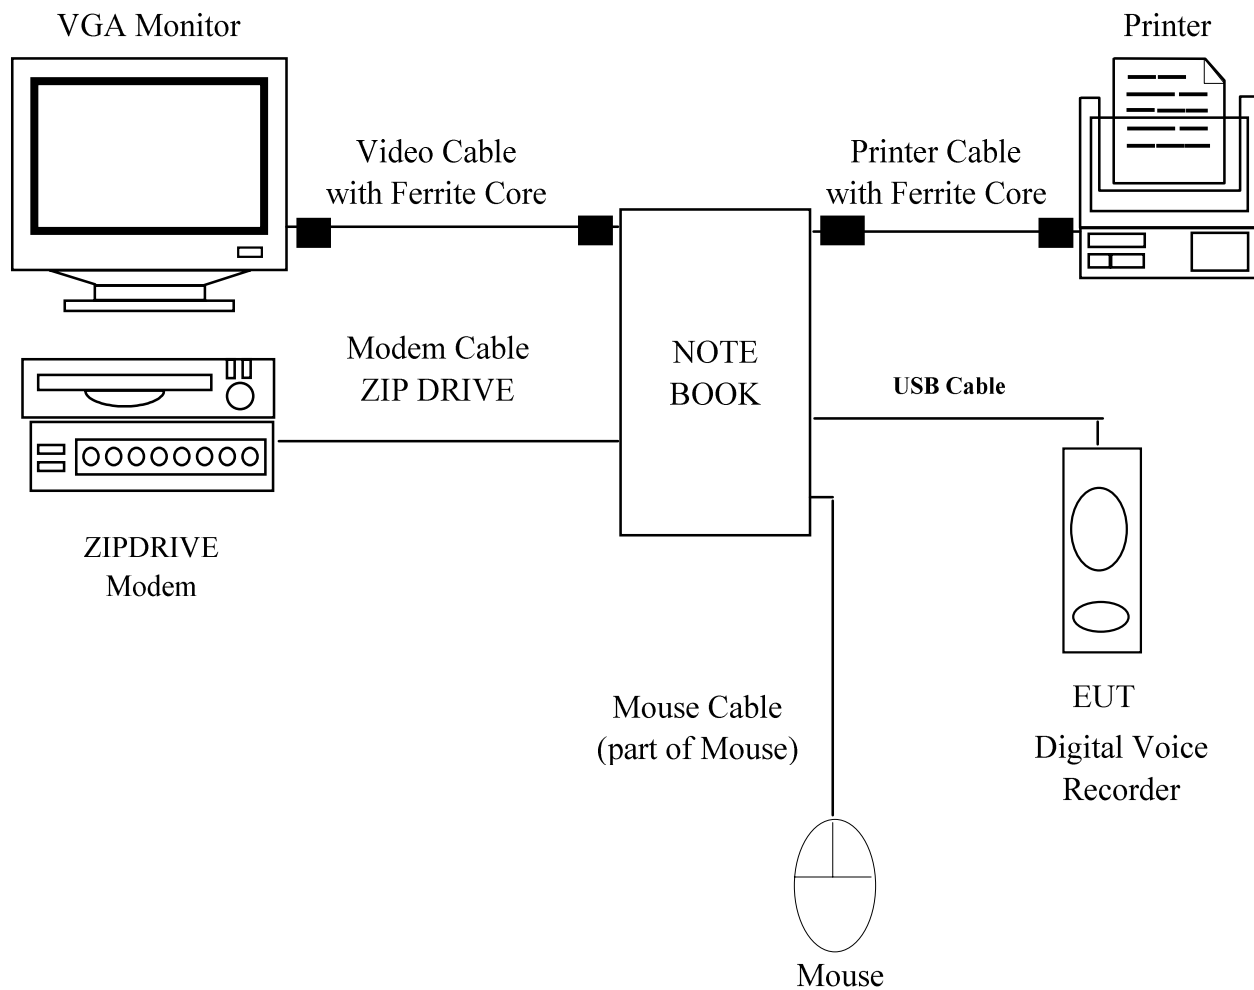 VGA Monitor
Printer
Video Cable
with Ferrite Core
Printer Cable
with Ferrite Core
Modem Cable
ZIP DRIVE
NOTE
BOOK
USB Cable
ZIPDRIVE
Modem
Mouse Cable
(part of Mouse)
EUT
Digital Voice
Recorder
Mouse